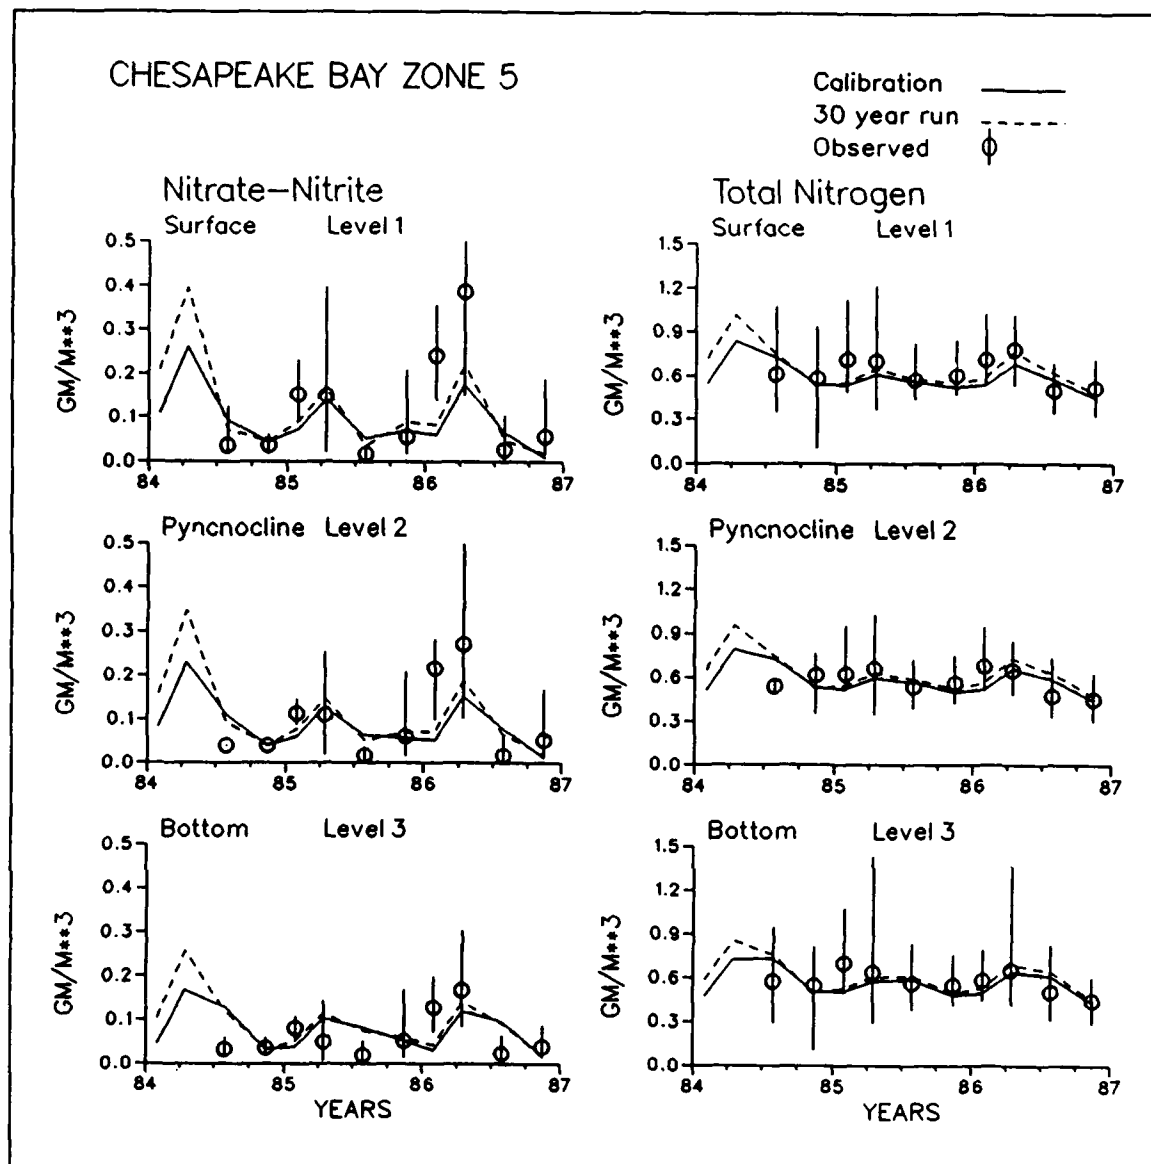 CHESAPEAKE BAY ZONE 5
Calibration
30 year run
Observed
Nitrate-Nitrite
Surface Level 1
0.5
0.4
0.3
0.2
0.1
0.0
GM/M**3
84 85 86 87
Total Nitrogen
Surface Level 1
1.5
1.2
0.9
0.6
0.3
0.0
GM/M**3
84 85 86 87
Pyncnocline Level 2
0.5
0.4
0.3
0.2
0.1
0.0
GM/M**3
84 85 86 87
Pyncnocline Level 2
1.5
1.2
0.9
0.6
0.3
0.0
GM/M**3
84 85 86 87
Bottom Level 3
0.5
0.4
0.3
0.2
0.1
0.0
GM/M**3
84 85 86 87
YEARS
Bottom Level 3
1.5
1.2
0.9
0.6
0.3
0.0
GM/M**3
84 85 86 87
YEARS